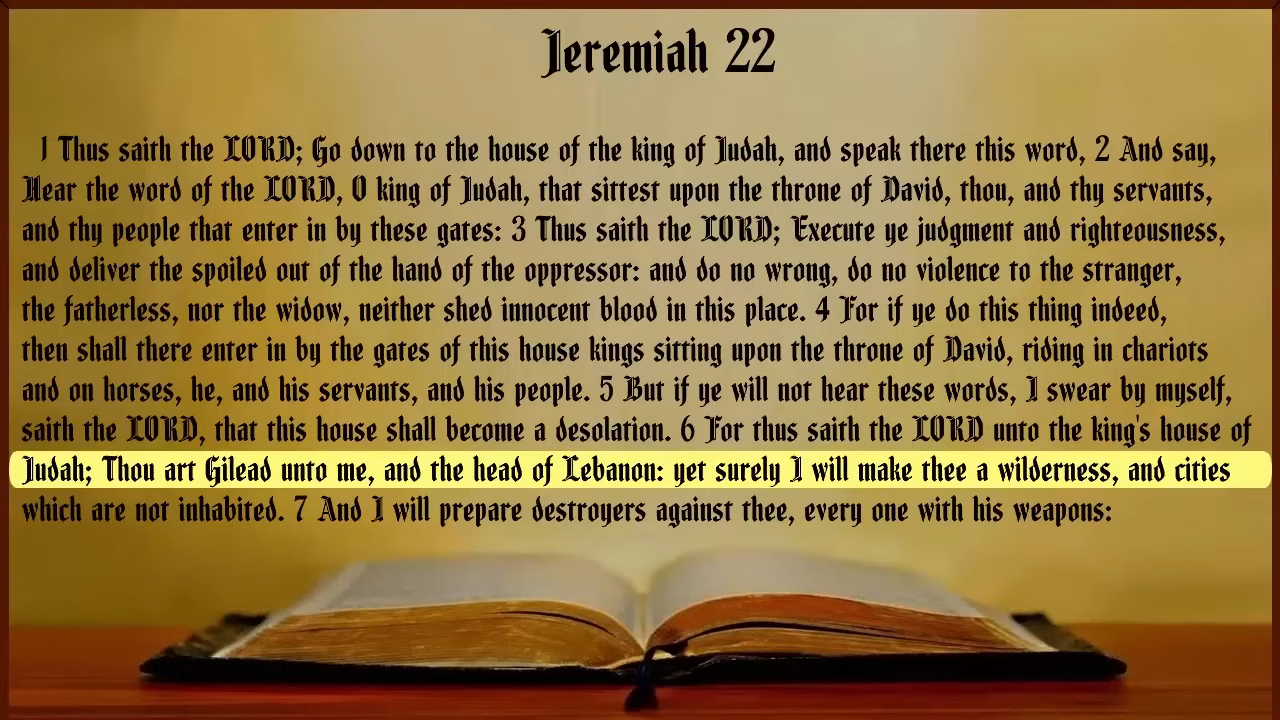 Jeremiah 22
1 Thus saith the LORD; Go down to the house of the king of Judah, and speak there this word, 2 And say,
Hear the word of the LORD, O king of Judah, that sittest upon the throne of David, thou, and thy servants,
and thy people that enter in by these gates: 3 Thus saith the LORD; Execute ye judgment and righteousness,
and deliver the spoiled out of the hand of the oppressor: and do no wrong, do no violence to the stranger,
the fatherless, nor the widow, neither shed innocent blood in this place. 4 For if ye do this thing indeed,
then shall there enter in by the gates of this house kings sitting upon the throne of David, riding in chariots
and on horses, he, and his servants, and his people. 5 But if ye will not hear these words, I swear by myself,
saith the LORD, that this house shall become a desolation. 6 For thus saith the LORD unto the king's house of
Judah; Thou art Gilead unto me, and the head of Lebanon: yet surely I will make thee a wilderness, and cities
which are not inhabited. 7 And I will prepare destroyers against thee, every one with his weapons: